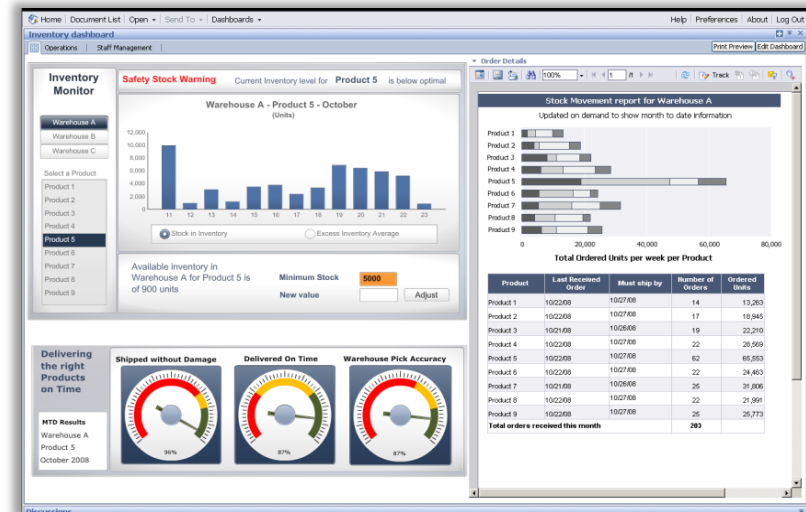 Home | Document List | Open | Send To | Dashboards
Help | Preferences | About | Log Out
Inventory dashboard
Operations | Staff Management |
Print Preview Edit Dashboard
Inventory Monitor
Warehouse A
Warehouse B
Warehouse C
Select a Product
Product 1
Product 2
Product 3
Product 4
Product 5
Product 6
Product 7
Product 8
Product 9
Safety Stock Warning Current Inventory level for Product 5 is below optimal
Warehouse A - Product 5 - October
(Units)
12,000
10,000
8,000
6,000
4,000
2,000
0
11 12 13 14 15 16 17 18 19 20 21 22 23
Stock in Inventory Excess Inventory Average
Available inventory in
Warehouse A for Product 5 is
of 900 units
Minimum Stock 5000
New value Adjust
Delivering
the right
Products
on Time
MTD Results
Warehouse A
Product 5
October 2008
Shipped without Damage
96%
Delivered On Time
87%
Warehouse Pick Accuracy
87%
Order Details
100% 1 /1 Track
Stock Movement report for Warehouse A
Updated on demand to show month to date information
Product 1
Product 2
Product 3
Product 4
Product 5
Product 6
Product 7
Product 8
Product 9
0 20,000 40,000 60,000 80,000
Total Ordered Units per week per Product
Product Last Received Order Must ship by Number of Orders Ordered Units
Product 1 10/22/08 10/27/08 14 13,263
Product 2 10/22/08 10/27/08 17 18,945
Product 3 10/21/08 10/26/08 19 22,210
Product 4 10/22/08 10/27/08 22 28,569
Product 5 10/22/08 10/27/08 62 65,553
Product 6 10/22/08 10/27/08 22 24,463
Product 7 10/21/08 10/26/08 25 31,806
Product 8 10/22/08 10/27/08 22 21,991
Product 9 10/22/08 10/27/08 25 25,773
Total orders received this month 203
Discussions